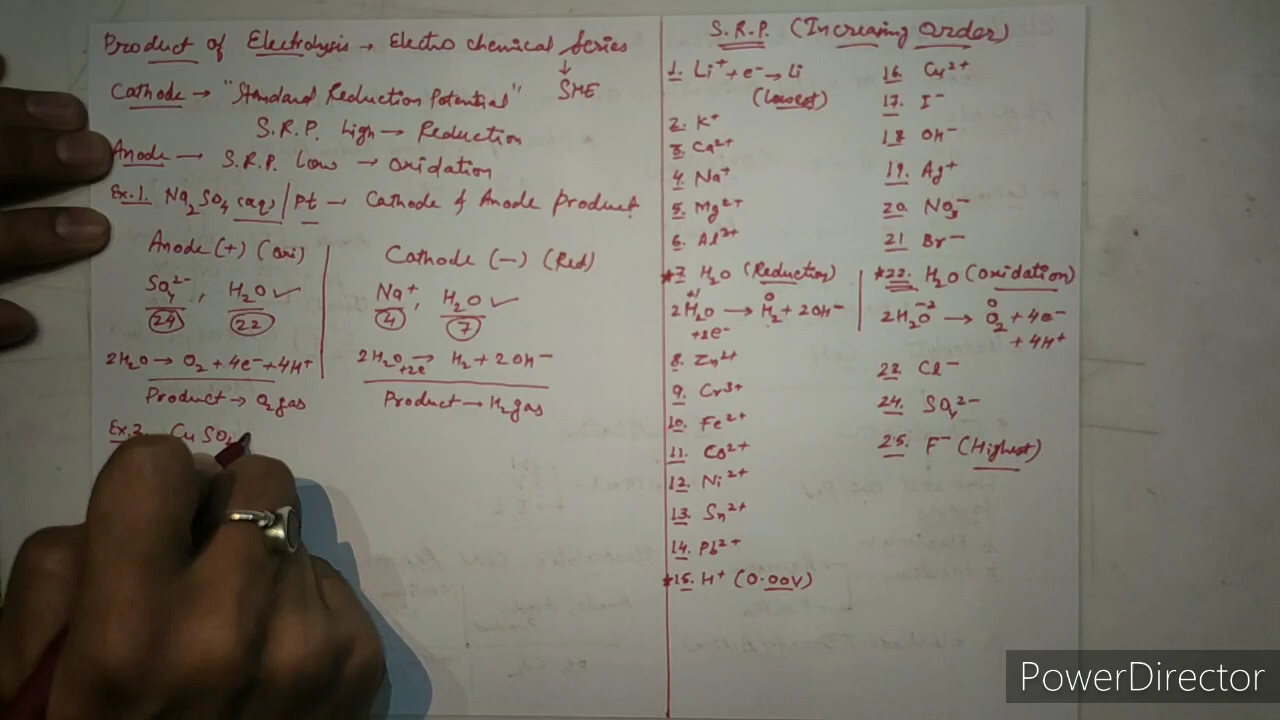 Product of Electrolysis → Electro chemical Series
↓
SME
Cathode → "Standard Reduction Potential"
S.R.P. high → Reduction
Anode → S.R.P. Low → Oxidation
Ex.1. Na2SO4 (aq) / Pt → Cathode & Anode product
Anode (+) (Oxi)
SO4 2-, H2O ✓
24 22
2H2O → O2 + 4e- + 4H+
Product → O2 gas
Cathode (-) (Red)
Na+, H2O ✓
4 7
2H2O +2e- → H2 + 2OH-
Product → H2 gas
Ex.2. CuSO4
S.R.P. (Increasing order)
1. Li+ + e- → Li
(Lowest)
2. K+
3. Ca2+
4. Na+
5. Mg2+
6. Al3+
*7. H2O (Reduction)
+1 0
2H2O → H2 + 2OH-
+2e-
8. Zn2+
9. Cr3+
10. Fe2+
11. Co2+
12. Ni2+
13. Sn2+
14. Pb2+
*15. H+ (0.00V)
16. Cu2+
17. I-
18 OH-
19. Ag+
20. NO3-
21 Br-
*22. H2O (Oxidation)
-2 0
2H2O → O2 + 4e-
+ 4H+
23 Cl-
24. SO4 2-
25. F- (Highest)
PowerDirector